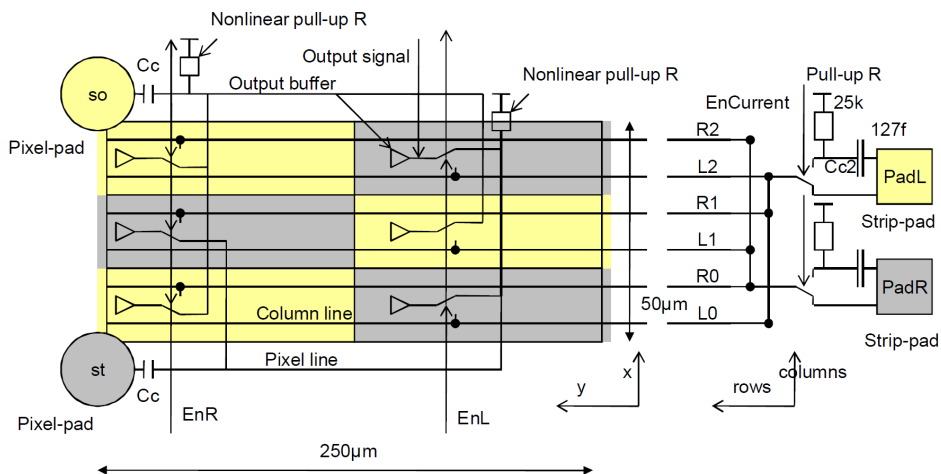 Nonlinear pull-up R
Cc
Output signal
so
Output buffer
Nonlinear pull-up R
Pull-up R
EnCurrent
25k
Pixel-pad
R2
127f
L2
Cc2
PadL
R1
Strip-pad
L1
R0
PadR
50µm
Column line
L0
Strip-pad
Pixel line
st
x
columns
Cc
y
rows
Pixel-pad
EnR
EnL
250µm